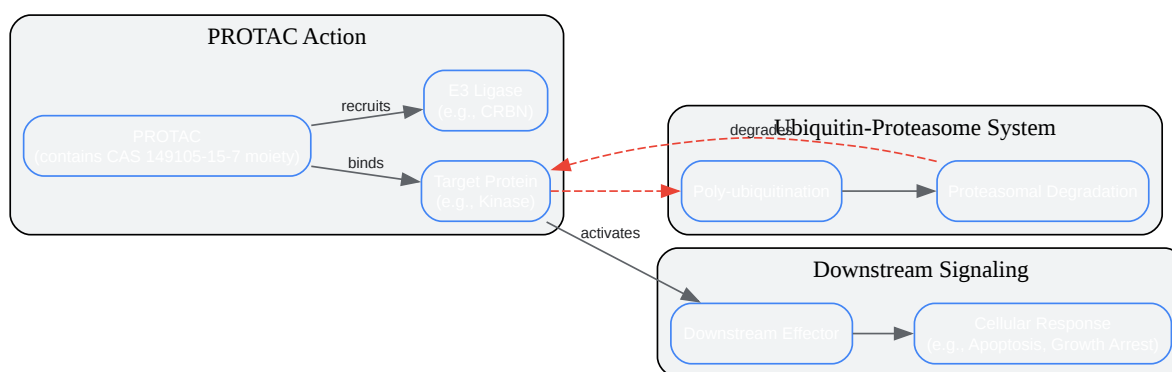 PROTAC Action
E3 Ligase
(e.g., CRBN)
recruits
PROTAC
(contains CAS 149105-15-7 moiety)
binds
Target Protein
(e.g., Kinase)
degrades
Ubiquitin-Proteasome System
Poly-ubiquitination
Proteasomal Degradation
activates
Downstream Signaling
Downstream Effector
Cellular Response
(e.g., Apoptosis, Growth Arrest)